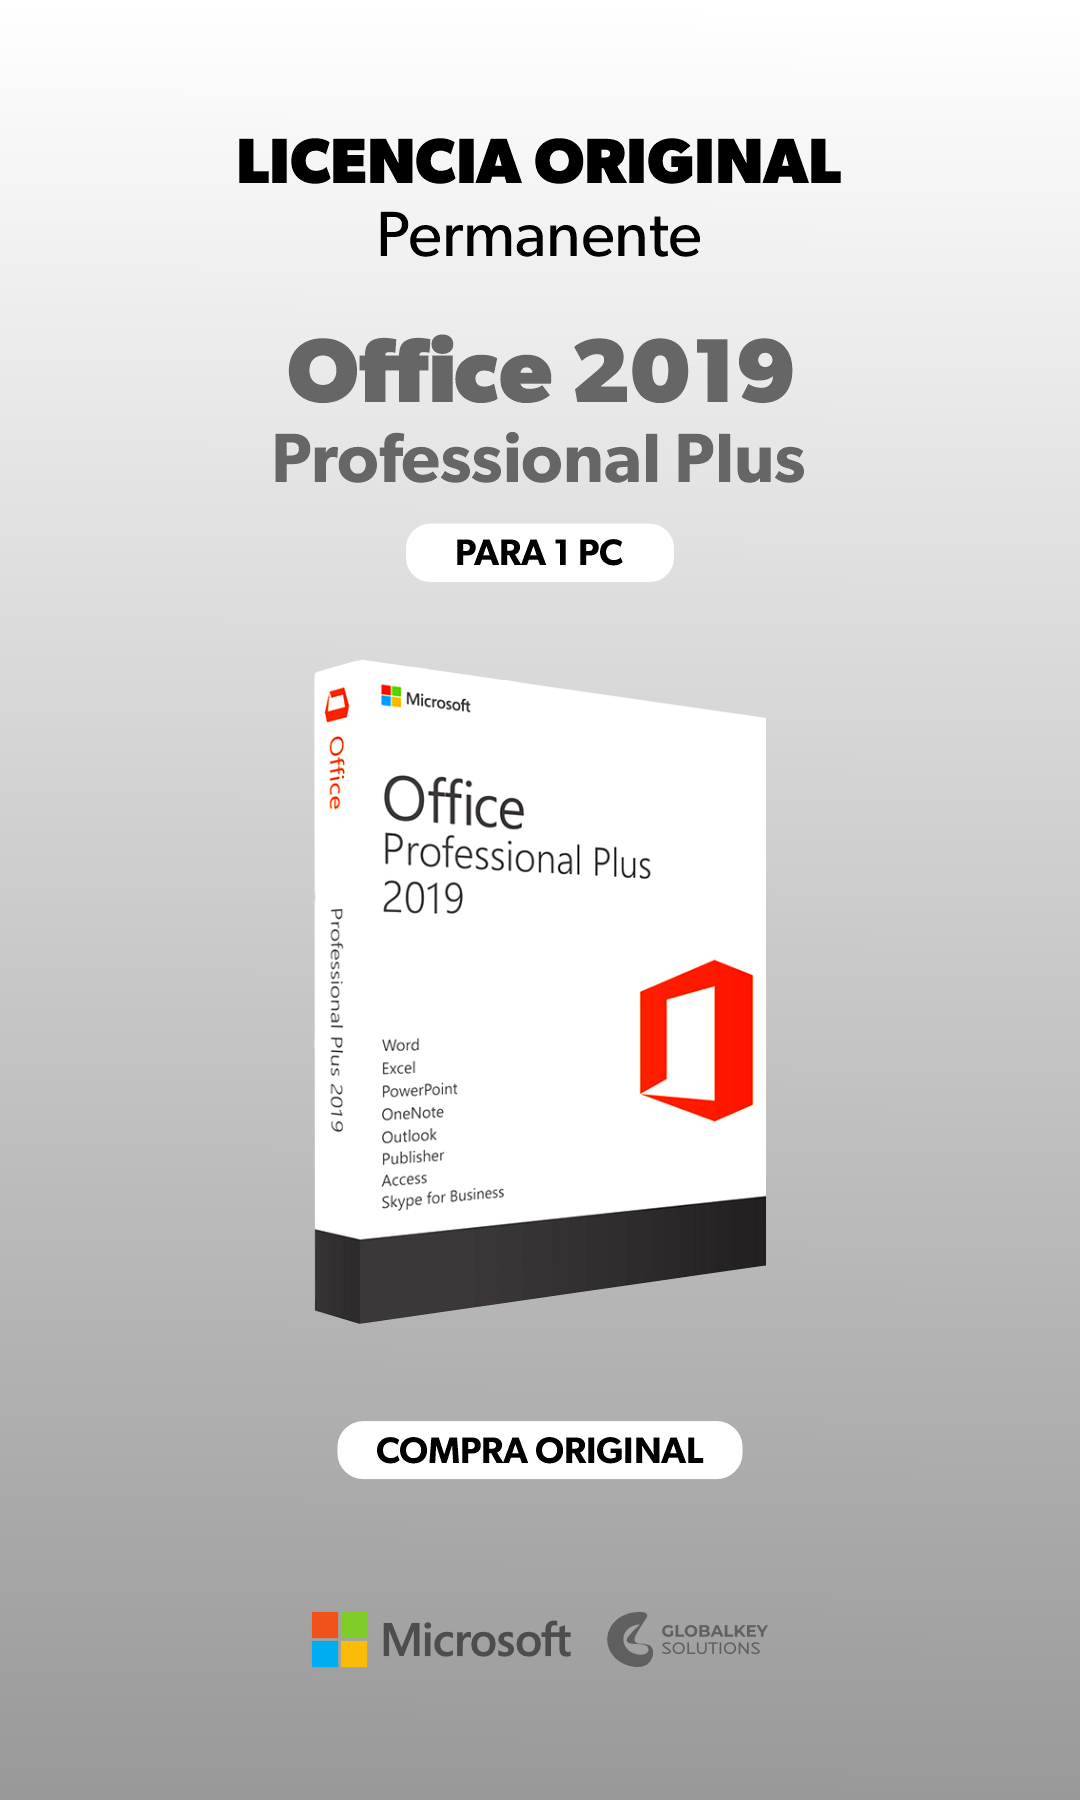 LICENCIA ORIGINAL
Permanente
Office 2019
Professional Plus
PARA 1 PC
Microsoft
Office
Professional Plus
2019
Office
Professional Plus 2019
Word
Excel
PowerPoint
OneNote
Outlook
Publisher
Access
Skype for Business
COMPRA ORIGINAL
Microsoft
GLOBALKEY
SOLUTIONS